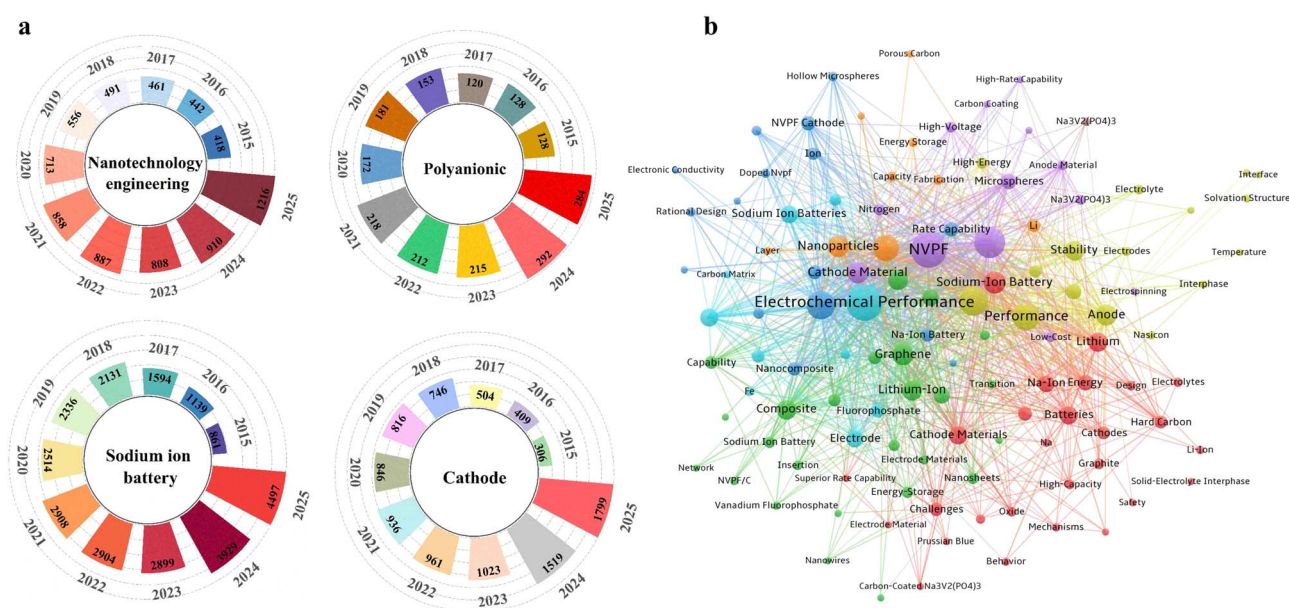 a
2015
2016
2017
2018
2019
2020
2021
2022
2023
2024
2025
418
442
461
491
556
713
858
887
808
910
1216
Nanotechnology
engineering
2015
2016
2017
2018
2019
2020
2021
2022
2023
2024
2025
128
128
120
153
181
172
218
212
215
292
284
Polyanionic
2015
2016
2017
2018
2019
2020
2021
2022
2023
2024
2025
861
1139
1594
2131
2336
2514
2908
2904
2899
3929
4497
Sodium ion
battery
2015
2016
2017
2018
2019
2020
2021
2022
2023
2024
2025
306
409
504
746
816
846
936
961
1023
1519
1799
Cathode
b
Porous Carbon
Hollow Microspheres
High-Rate Capability
Carbon Coating
NVPF Cathode
High-Voltage
Na3V2(PO4)3
Energy Storage
Ion
High-Energy
Anode Material
Interface
Electronic Conductivity
Doped Nvpf
Capacity
Fabrication
Microspheres
Electrolyte
Solvation Structure
Na3V2(PO4)3
Rational Design
Sodium Ion Batteries
Nitrogen
Rate Capability
Li
Layer
Nanoparticles
NVPF
Stability
Electrodes
Temperature
Carbon Matrix
Cathode Material
Sodium-Ion Battery
Interphase
Electrospinning
Electrochemical Performance
Performance
Anode
Na-Ion Battery
Low-Cost
Nasicon
Lithium
Graphene
Capability
Nanocomposite
Fe
Lithium-Ion
Transition
Na-Ion
Energy
Design
Electrolytes
Composite
Fluorophosphate
Batteries
Hard Carbon
Sodium Ion Battery
Electrode
Cathode Materials
Na
Cathodes
Li-Ion
Network
Insertion
Electrode Materials
Graphite
NVPF/C
Superior Rate Capability
Nanosheets
High-Capacity
Solid-Electrolyte Interphase
Energy-Storage
Vanadium Fluorophosphate
Challenges
Oxide
Safety
Electrode Material
Mechanisms
Prussian Blue
Nanowires
Behavior
Carbon-Coated Na3V2(PO4)3